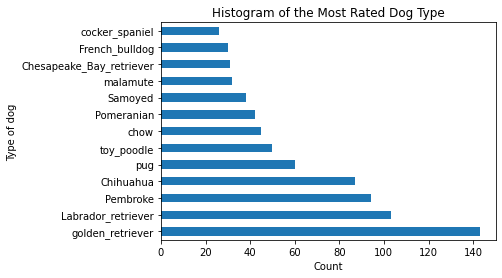 Histogram of the Most Rated Dog Type
Type of dog
cocker_spaniel
French_bulldog
Chesapeake_Bay_retriever
malamute
Samoyed
Pomeranian
chow
toy_poodle
pug
Chihuahua
Pembroke
Labrador_retriever
golden_retriever
0 20 40 60 80 100 120 140
Count